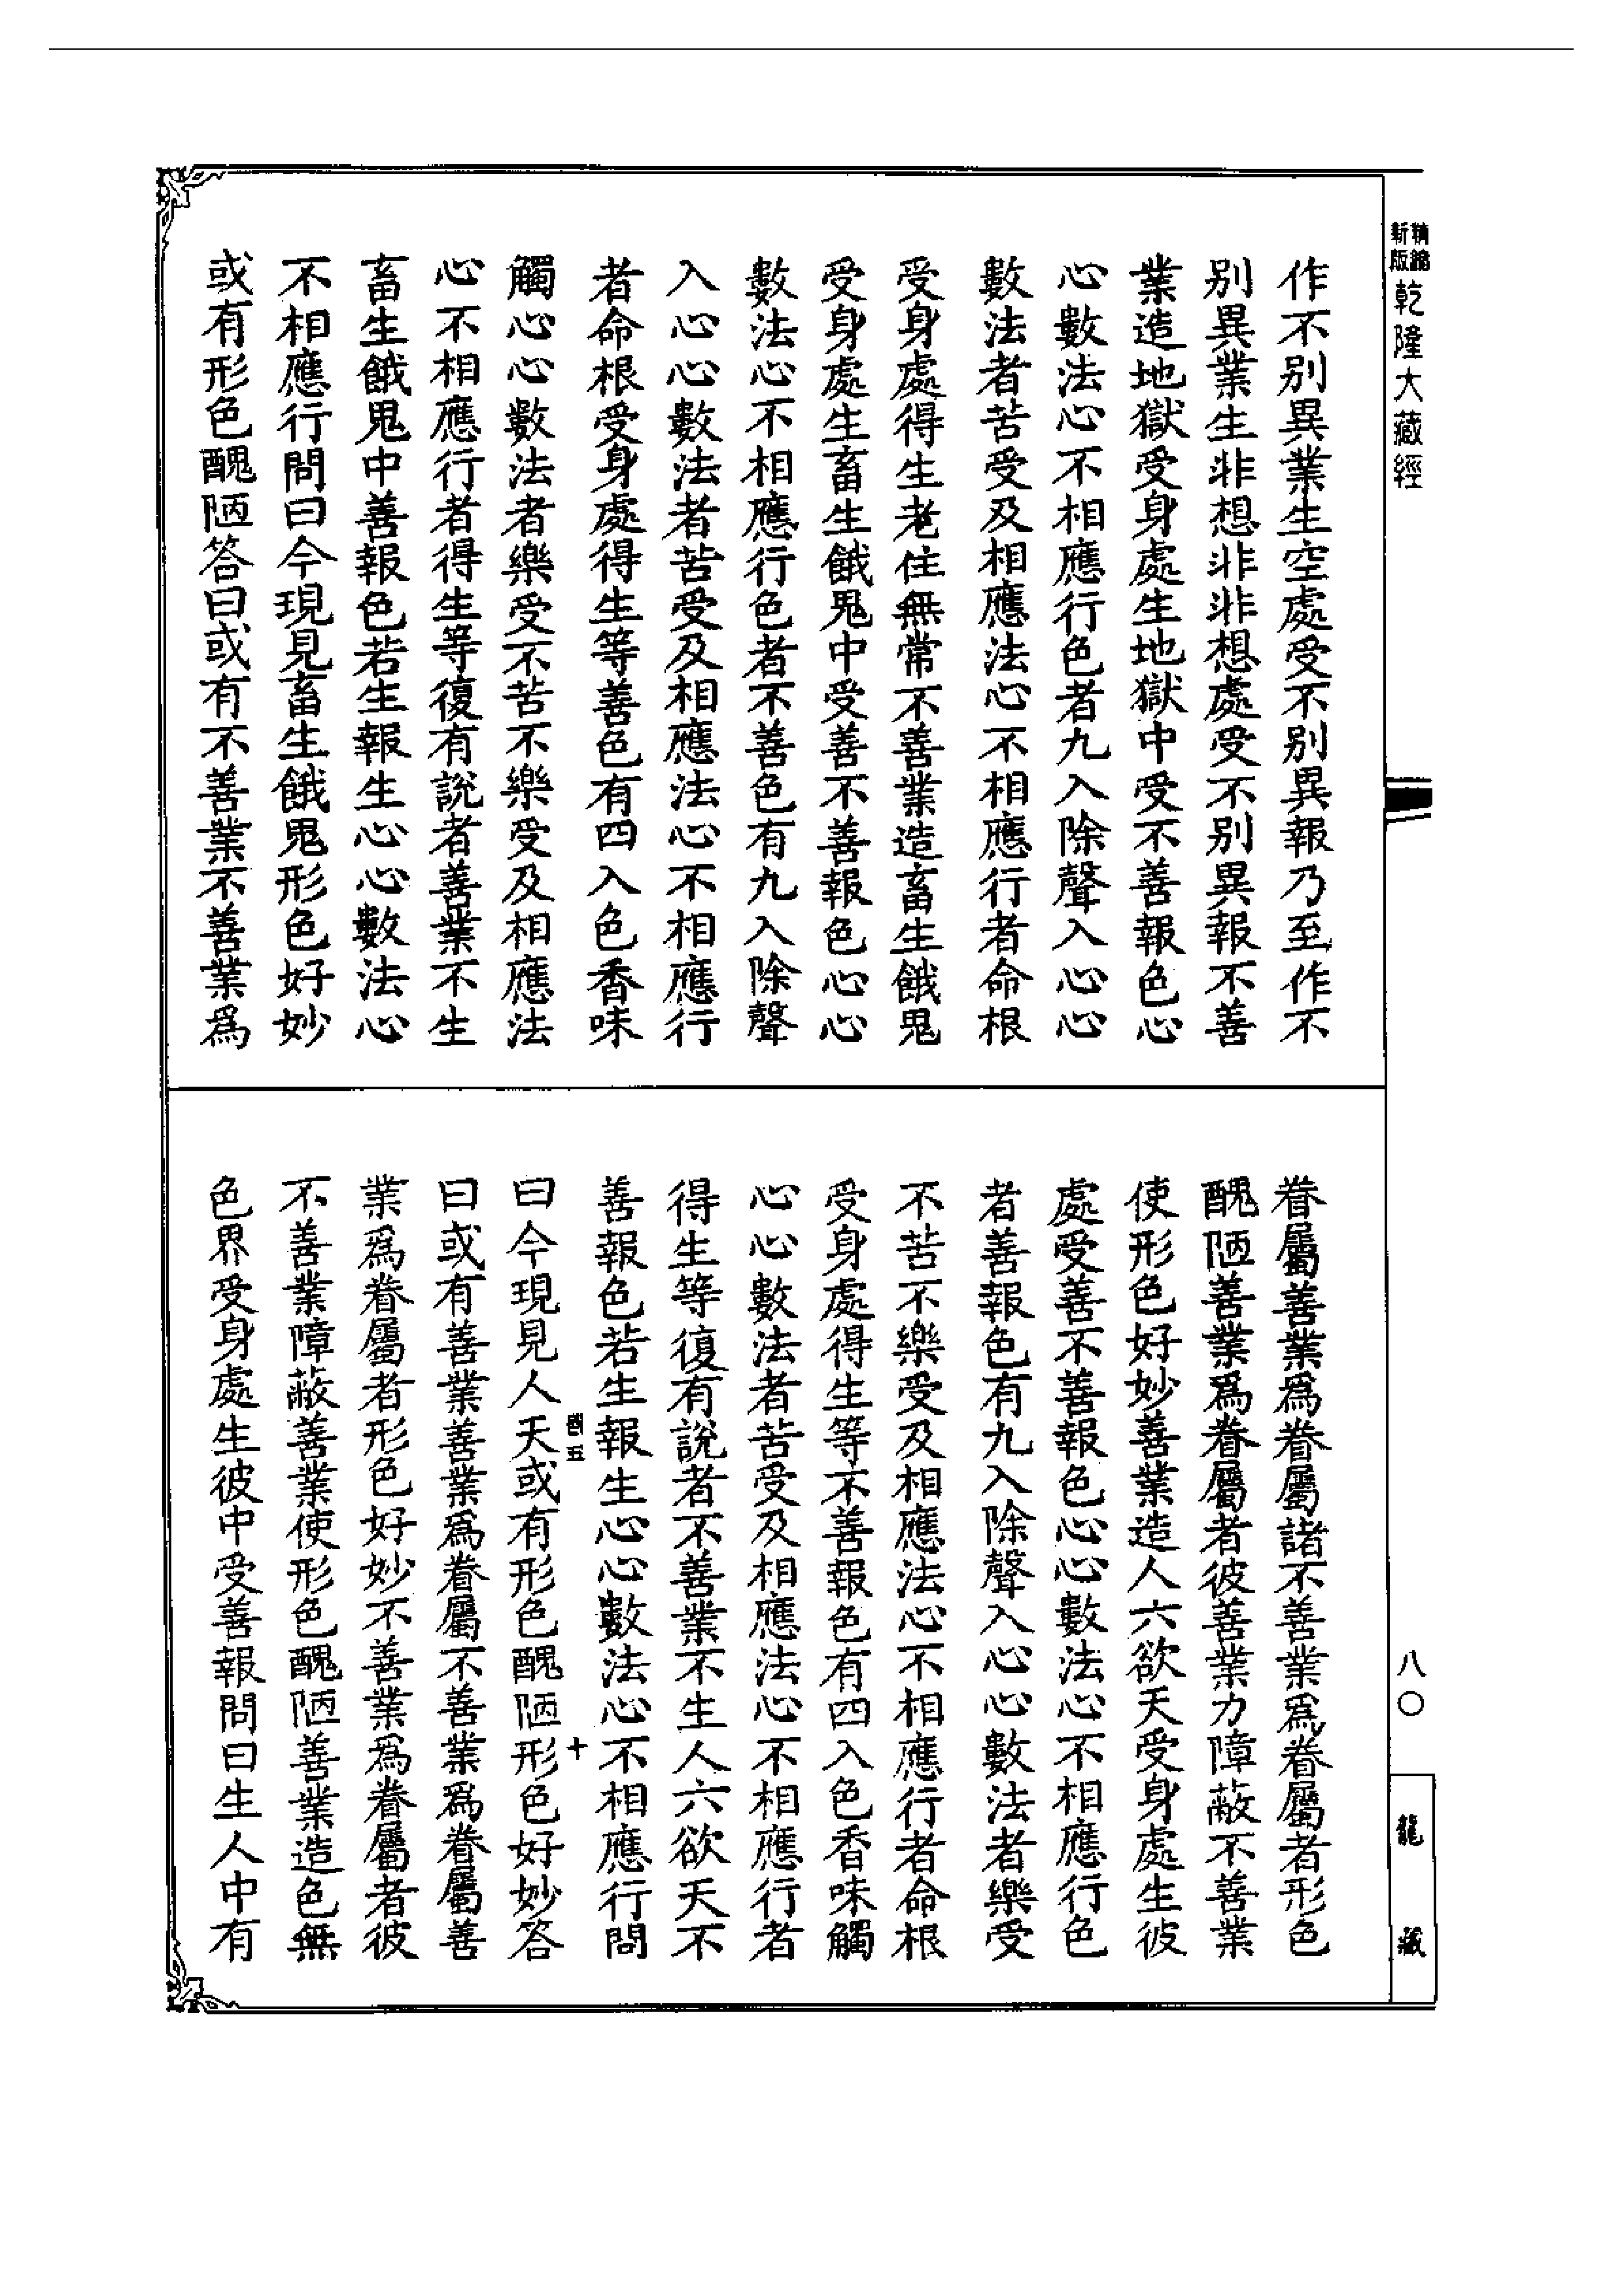 精縮
新版
乾隆大藏經
作不别異業生空處受不别異報乃至作不
别異業生非想非非想處受不别異報不善
業造地獄受身處生地獄中受不善報色心
心數法心不相應行色者九入除聲入心心
數法者苦受及相應法心不相應行者命根
受身處得生老住無常不善業造畜生餓鬼
受身處生畜生餓鬼中受善不善報色心心
數法心不相應行色者不善色有九入除聲
入心心數法者苦受及相應法心不相應行
者命根受身處得生等善色有四入色香味
觸心心數法者樂受不苦不樂受及相應法
心不相應行者得生等復有説者善業不生
畜生餓鬼中善報色若生報生心心數法心
不相應行問曰今現見畜生餓鬼形色好妙
或有形色醜陋答曰或有不善業不善業爲
眷屬善業爲眷屬諸不善業爲眷屬者形色
醜陋善業爲眷屬者彼善業力障蔽不善業
使形色好妙善業造人六欲天受身處生彼
處受善不善報色心心數法心不相應行色
者善報色有九入除聲入心心數法者樂受
不苦不樂受及相應法心不相應行者命根
受身處得生等不善報色有四入色香味觸
心心數法者苦受及相應法心不相應行者
得生等復有説者不善業不生人六欲天不
善報色若生報生心心數法心不相應行問
曰今現見人天或有形色醜陋形色好妙答
曰或有善業善業爲眷屬不善業爲眷屬善
業爲眷屬者形色好妙不善業爲眷屬者彼
不善業障蔽善業使形色醜陋善業造色無
色界受身處生彼中受善報問曰生人中有
五
十
八〇
龍藏